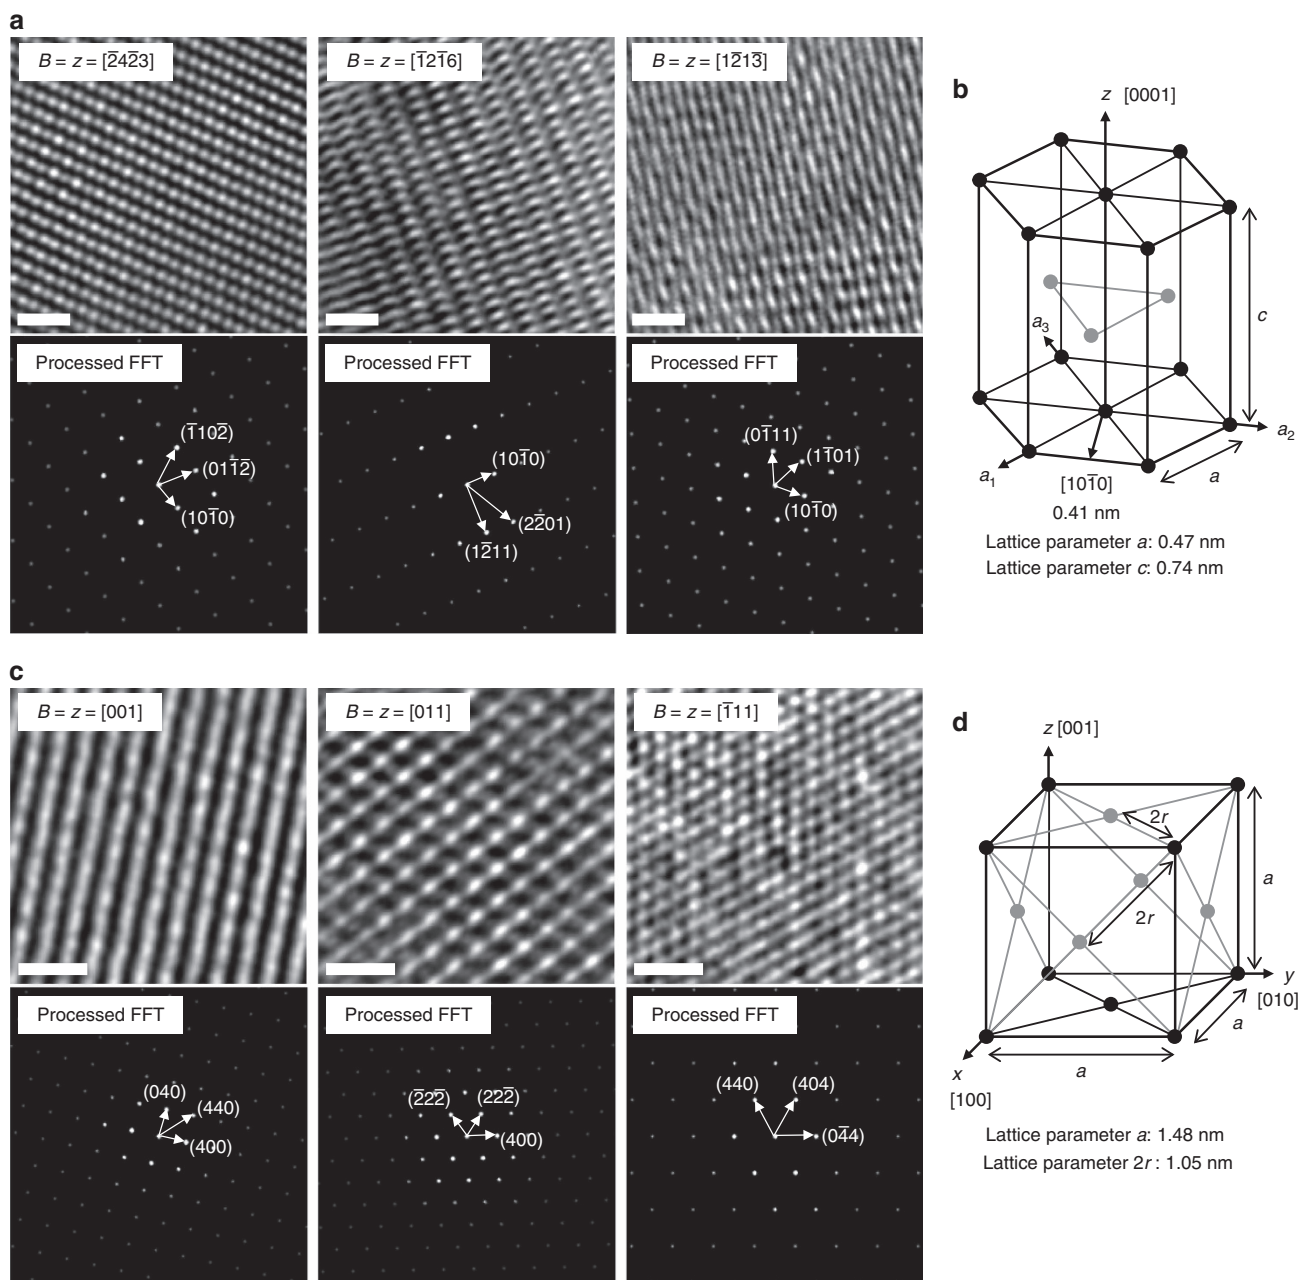 a
B = z = [2̅42̅3]
B = z = [1̅21̅6]
B = z = [12̅13̅]
Processed FFT
Processed FFT
Processed FFT
(1̅102̅)
(011̅2̅)
(101̅0)
(101̅0)
(22̅01)
(12̅11)
(01̅11)
(11̅01)
(101̅0)
b
z [0001]
c
a3
a2
a1
[101̅0]
a
0.41 nm
Lattice parameter a: 0.47 nm
Lattice parameter c: 0.74 nm
c
B = z = [001]
B = z = [011]
B = z = [1̅11]
Processed FFT
Processed FFT
Processed FFT
(040)
(440)
(400)
(2̅22̅)
(222̅)
(400)
(440)
(404)
(04̅4)
d
z [001]
2r
a
2r
y
[010]
a
a
x
[100]
Lattice parameter a: 1.48 nm
Lattice parameter 2r : 1.05 nm